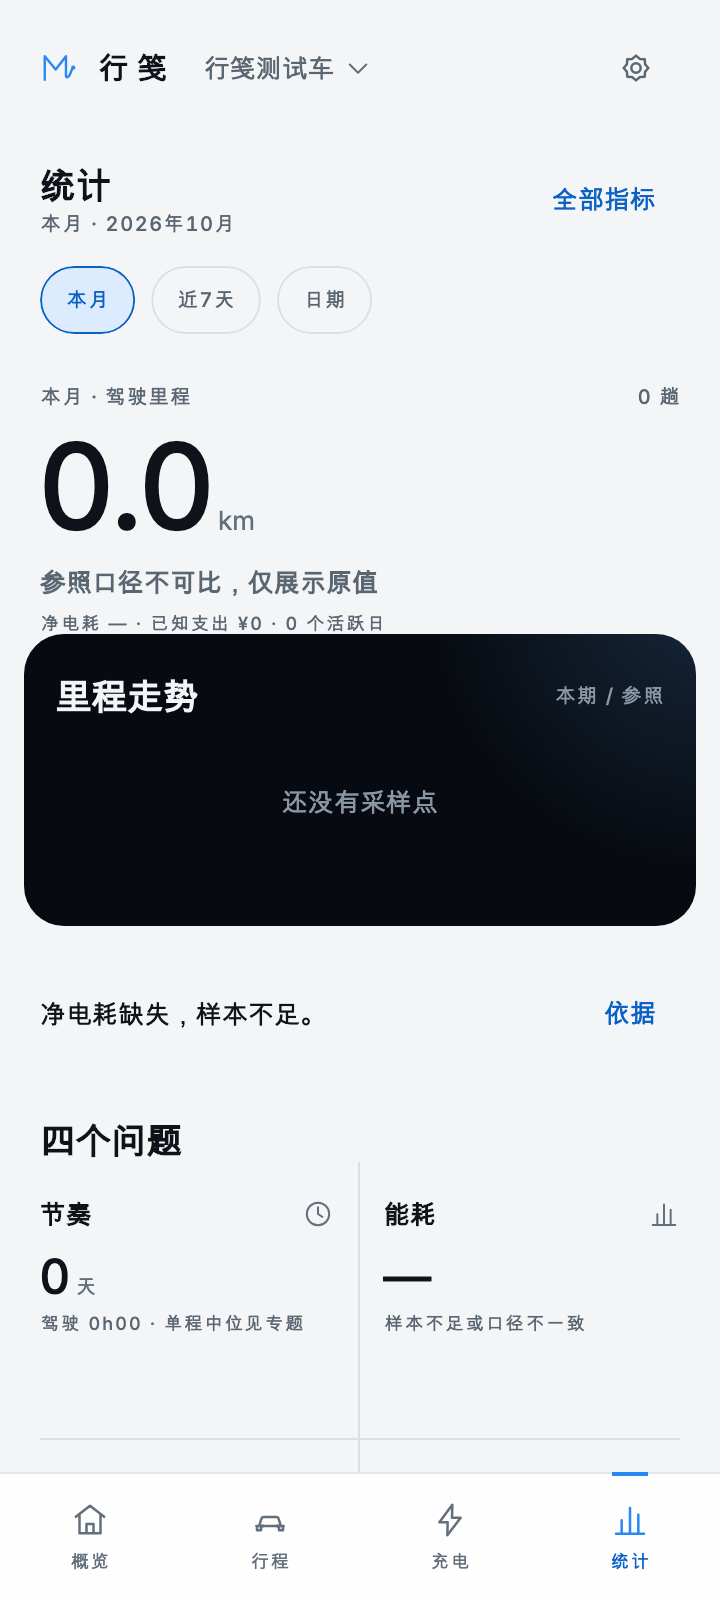 行笺 行笺测试车
统计
全部指标
本月 · 2026年10月
本月 近7天 日期
本月 · 驾驶里程 0 趟
0.0 km
参照口径不可比，仅展示原值
净电耗 — · 已知支出 ¥0 · 0 个活跃日
里程走势 本期 / 参照
还没有采样点
净电耗缺失，样本不足。 依据
四个问题
节奏 能耗
0 天 —
驾驶 0h00 · 单程中位见专题 样本不足或口径不一致
概览 行程 充电 统计